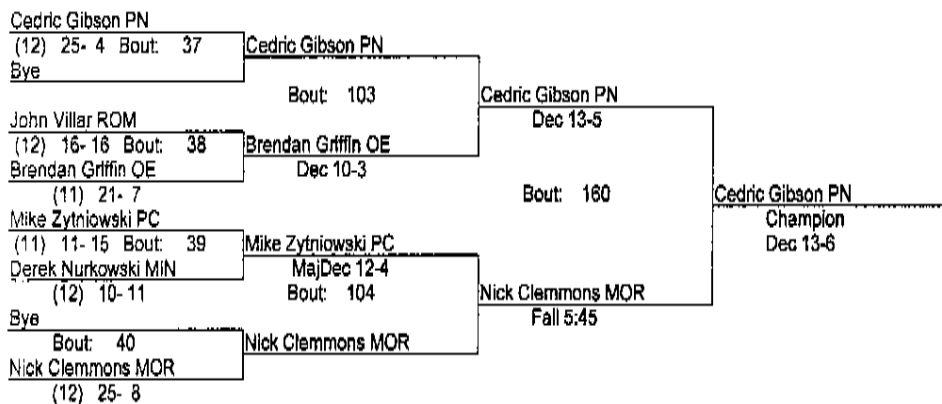 Cedric Gibson PN
(12) 25- 4 Bout: 37
Bye
Cedric Gibson PN
Bout: 103
John Villar ROM
(12) 16- 16 Bout: 38
Brendan Griffin OE
(11) 21- 7
Brendan Griffin OE
Dec 10-3
Cedric Gibson PN
Dec 13-5
Bout: 160
Mike Zytniowski PC
(11) 11- 15 Bout: 39
Derek Nurkowski MIN
(12) 10- 11
Mike Zytniowski PC
MajDec 12-4
Bout: 104
Bye
Bout: 40
Nick Clemmons MOR
(12) 25- 8
Nick Clemmons MOR
Nick Clemmons MOR
Fall 5:45
Cedric Gibson PN
Champion
Dec 13-6